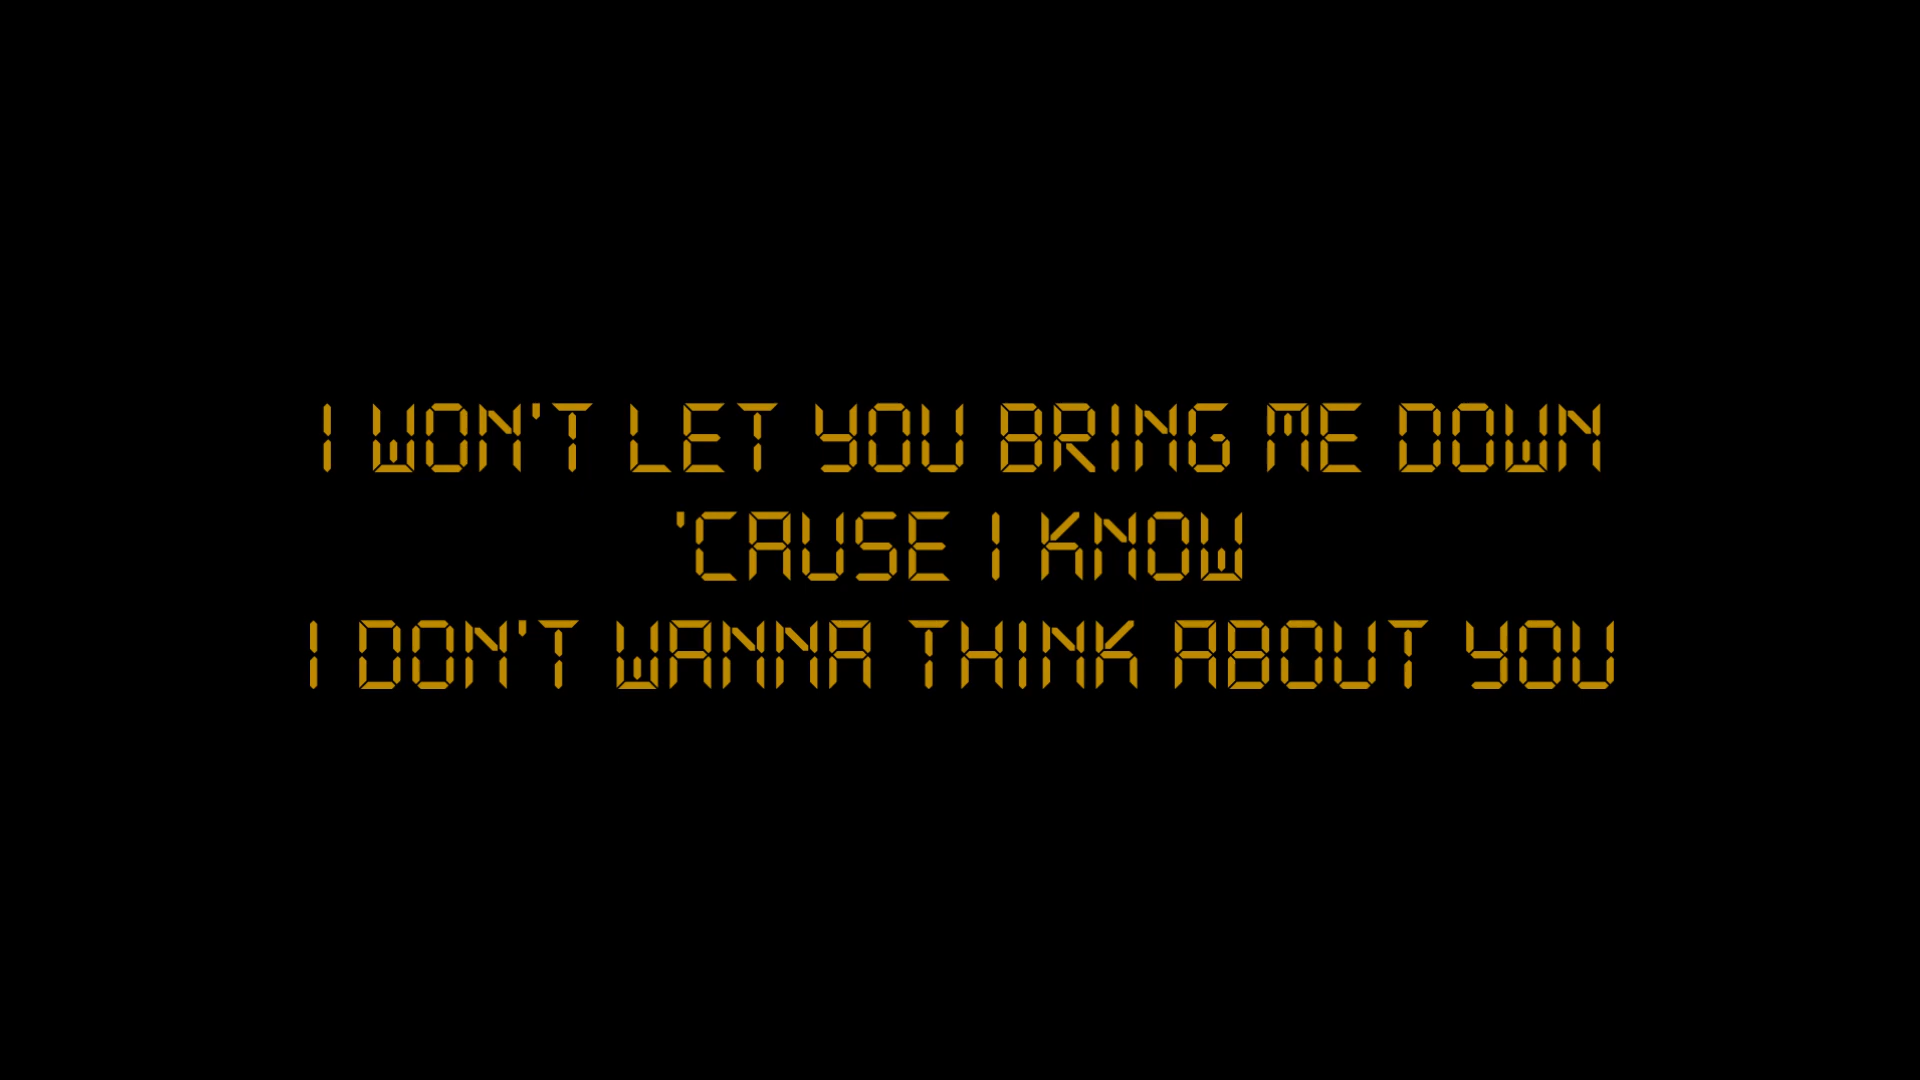 I WON'T LET YOU BRING ME DOWN
'CAUSE I KNOW
I DON'T WANNA THINK ABOUT YOU